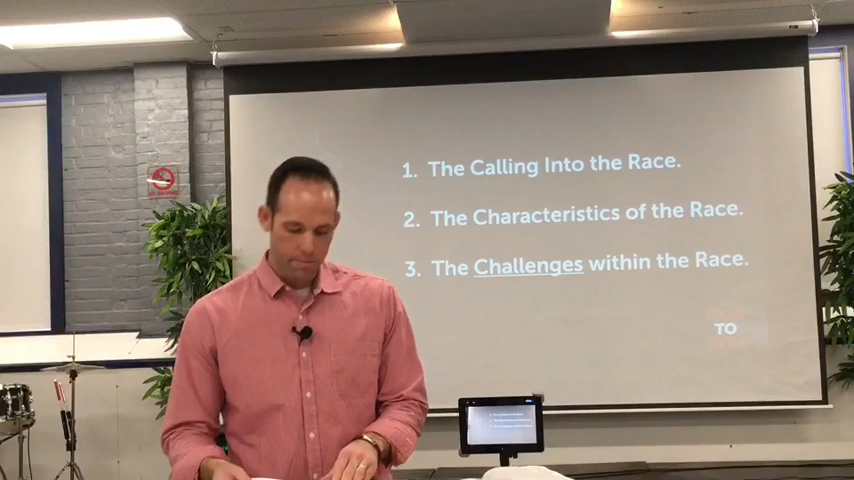 1. The Calling Into the Race.
2. The Characteristics of the Race.
3. The Challenges within the Race.
TO